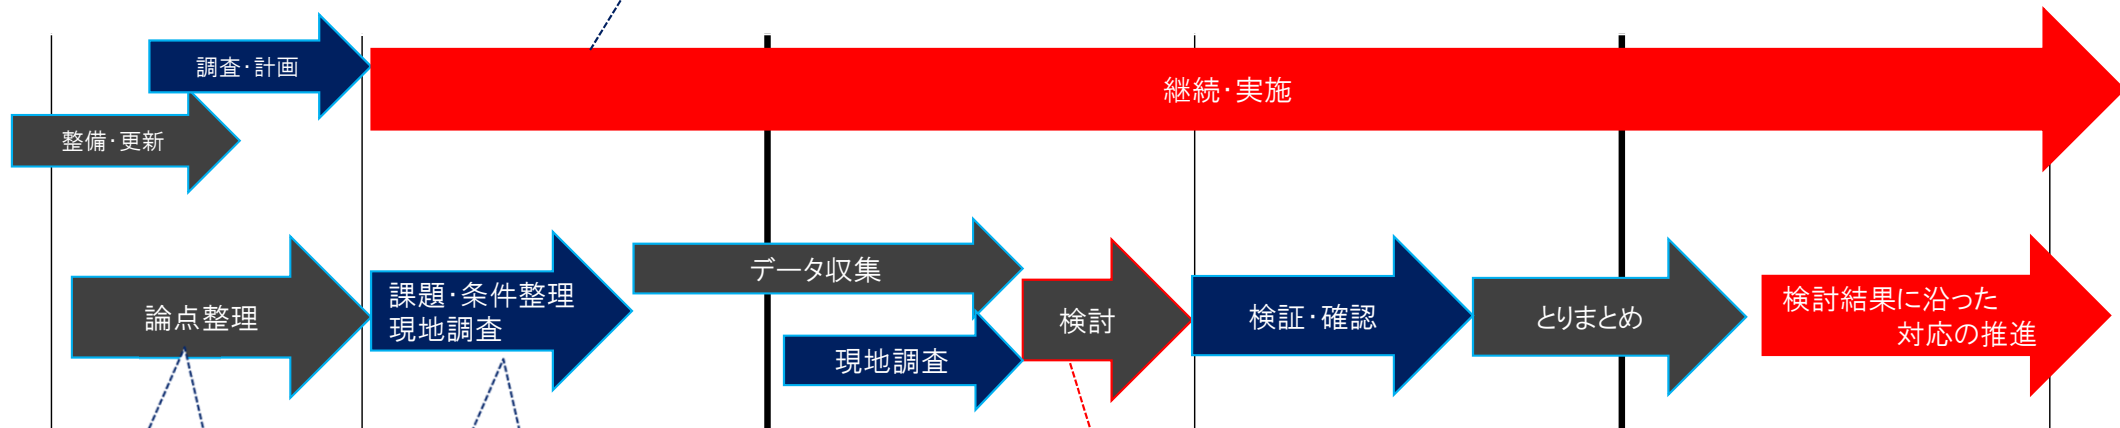 調査・計画
継続・実施
整備・更新
データ収集
論点整理
課題・条件整理
現地調査
検討
検証・確認
とりまとめ
検討結果に沿った
対応の推進
現地調査